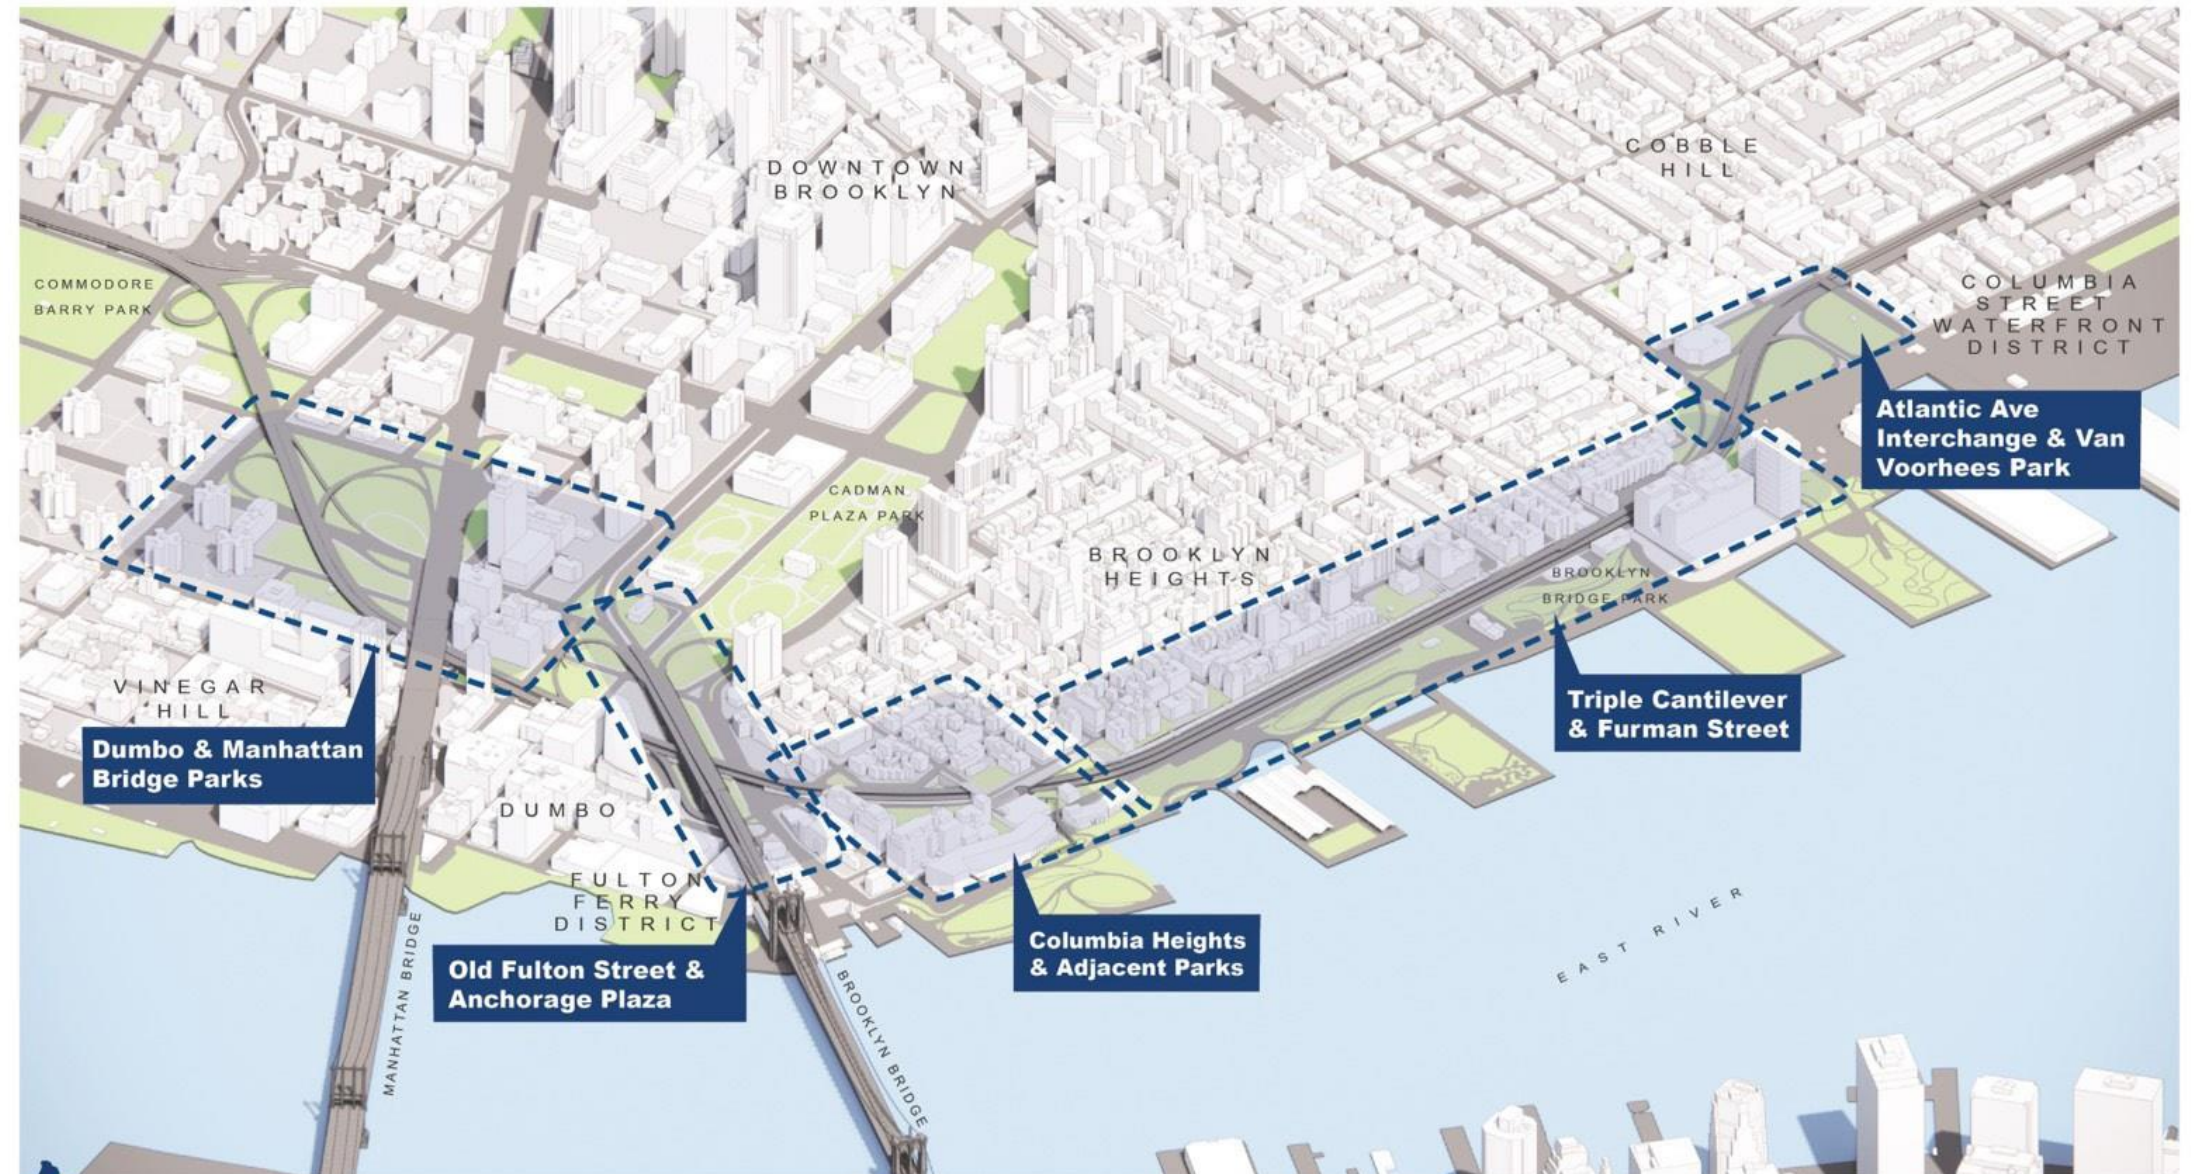 DOWNTOWN
BROOKLYN
COBBLE
HILL
COMMODORE
BARRY PARK
COLUMBIA
STREET
WATERFRONT
DISTRICT
Atlantic Ave
Interchange & Van
Voorhees Park
CADMAN
PLAZA PARK
BROOKLYN
HEIGHTS
BROOKLYN
BRIDGE PARK
VINEGAR
HILL
Dumbo & Manhattan
Bridge Parks
Triple Cantilever
& Furman Street
DUMBO
FULTON
FERRY
DISTRICT
Old Fulton Street &
Anchorage Plaza
Columbia Heights
& Adjacent Parks
MANHATTAN BRIDGE
BROOKLYN BRIDGE
EAST RIVER